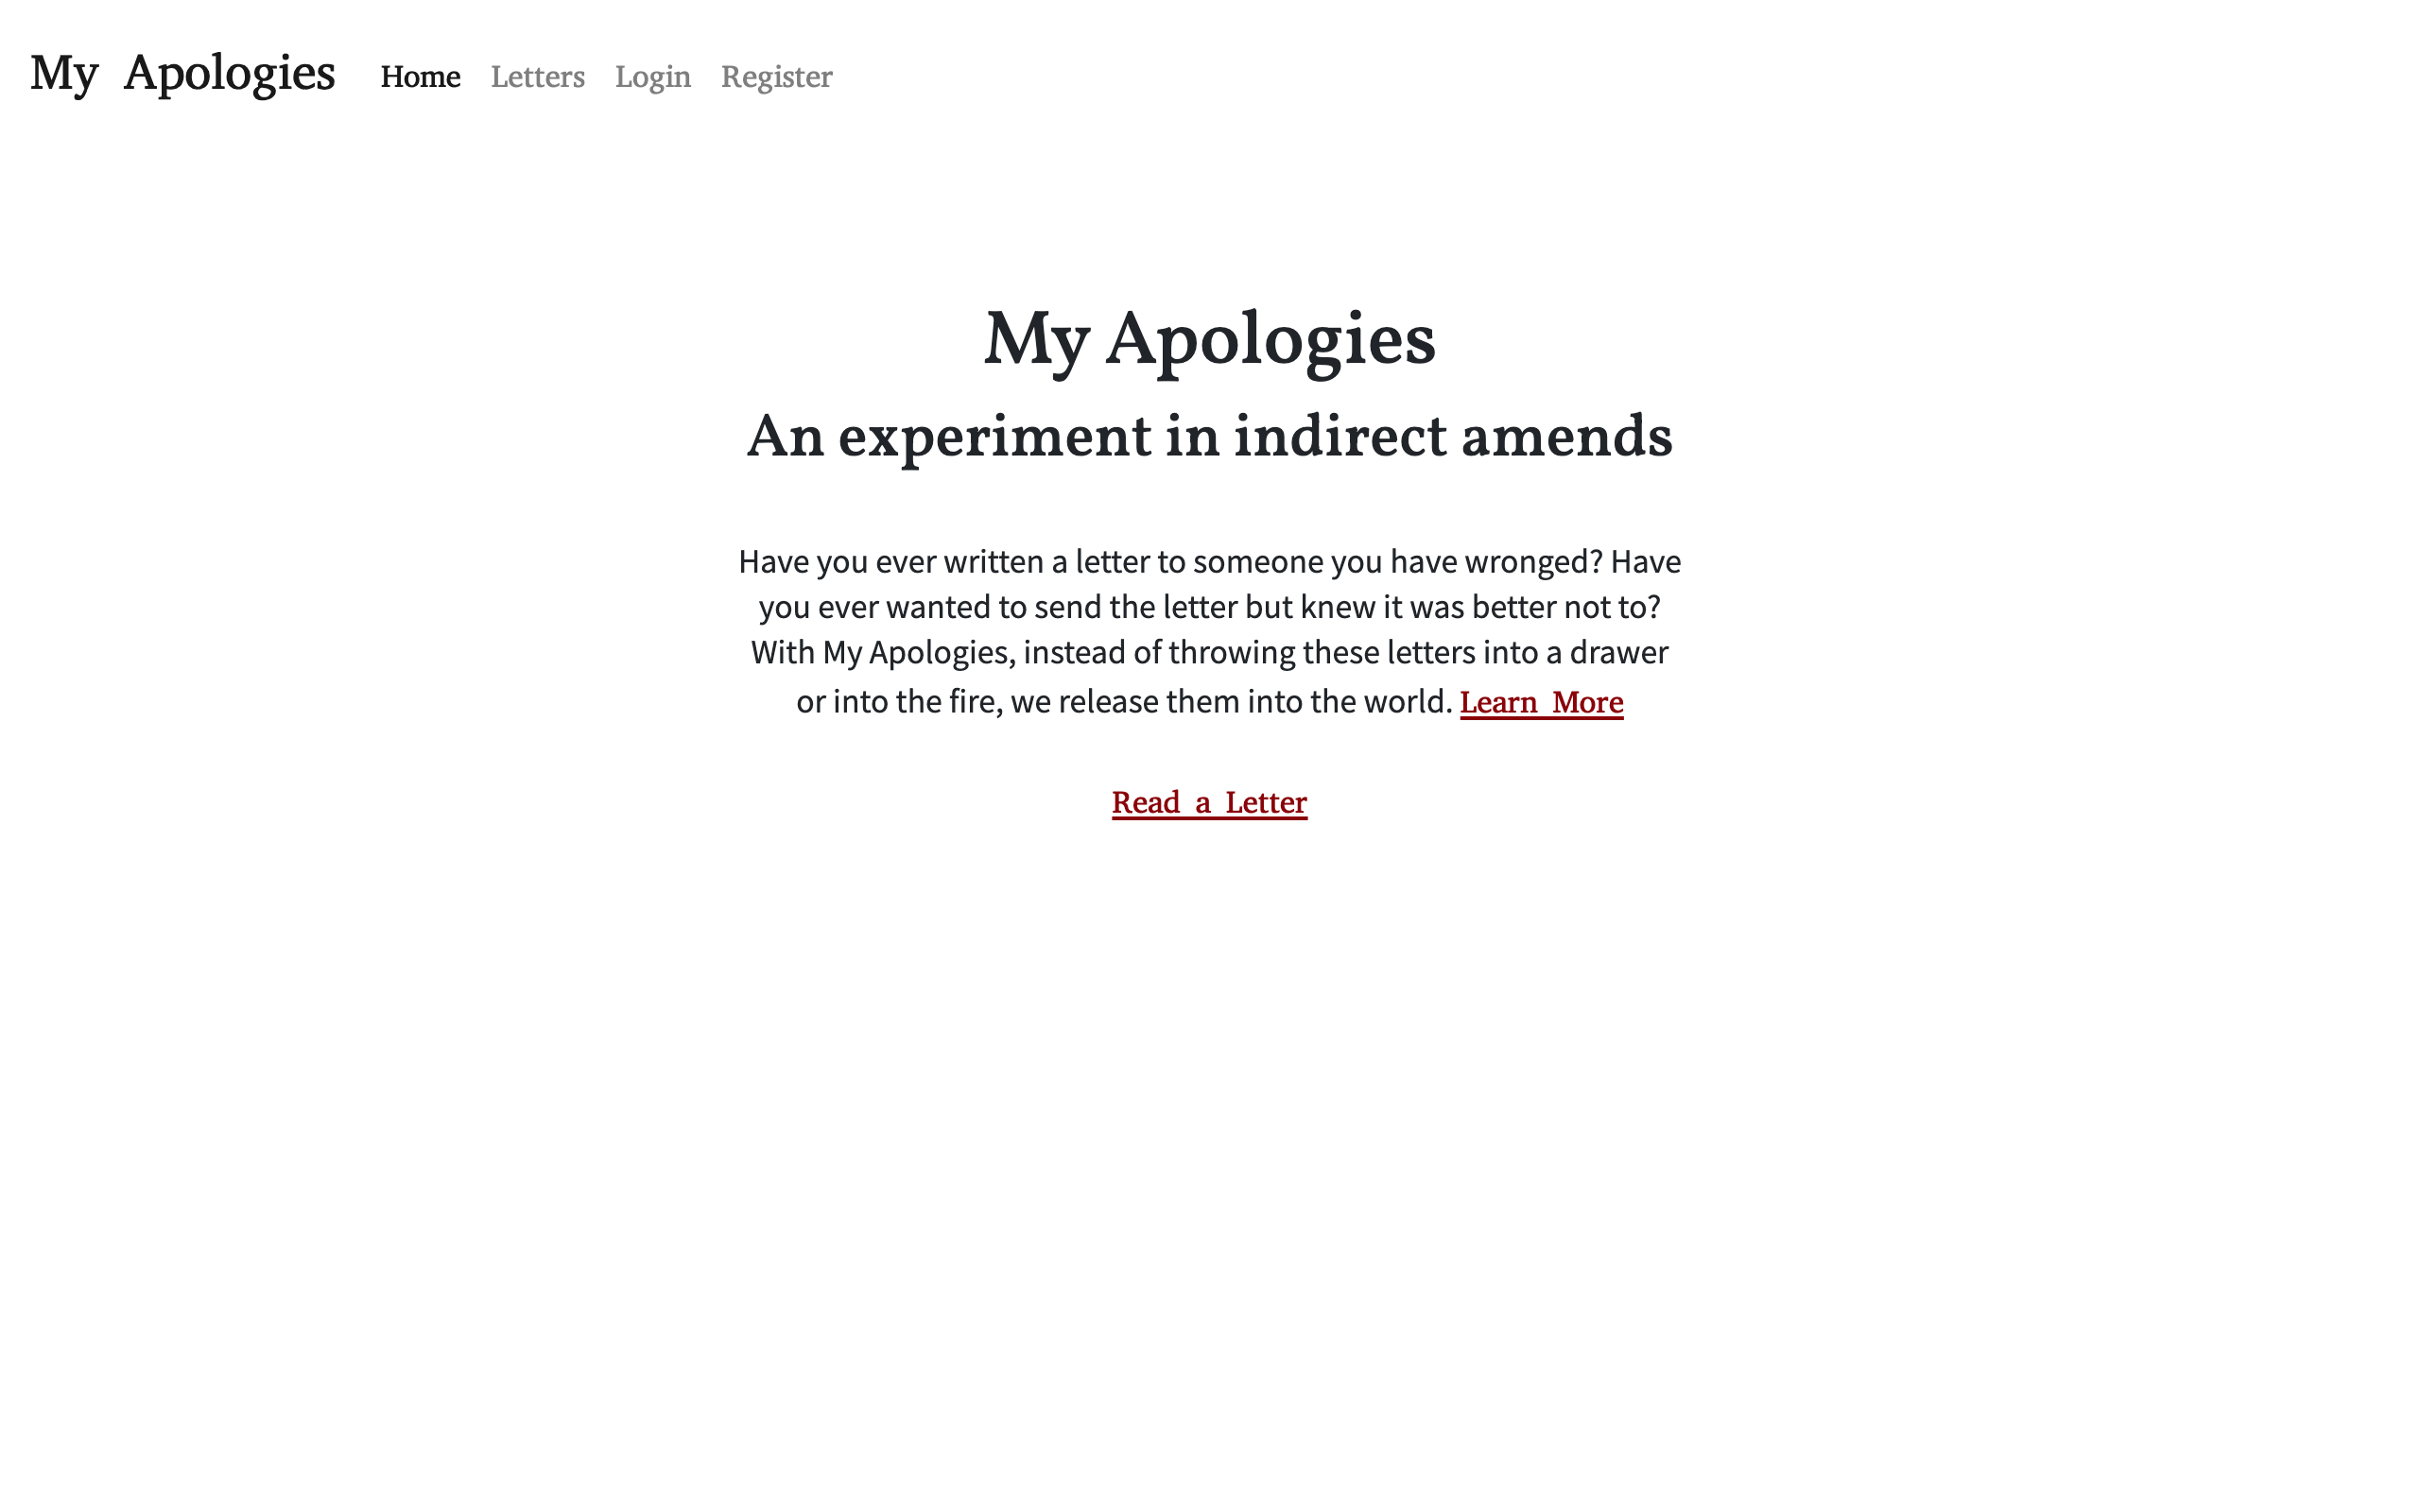 My Apologies Home Letters Login Register
My Apologies
An experiment in indirect amends
Have you ever written a letter to someone you have wronged? Have
you ever wanted to send the letter but knew it was better not to?
With My Apologies, instead of throwing these letters into a drawer
or into the fire, we release them into the world. Learn More
Read a Letter